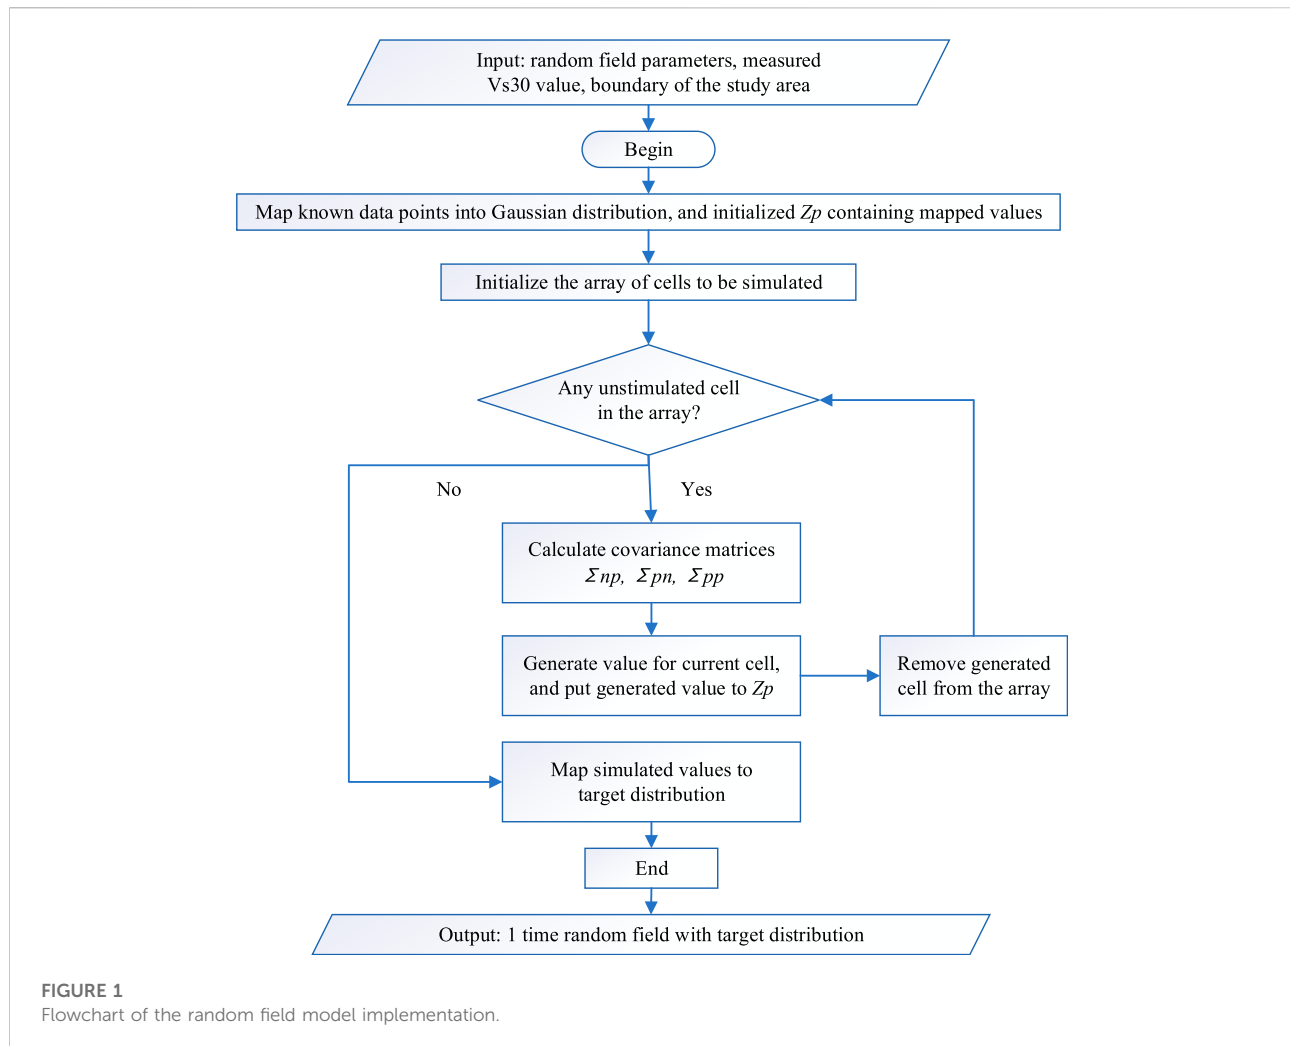 Input: random field parameters, measured
Vs30 value, boundary of the study area
Begin
Map known data points into Gaussian distribution, and initialized Zp containing mapped values
Initialize the array of cells to be simulated
Any unstimulated cell
in the array?
No
Yes
Calculate covariance matrices
Σnp, Σpn, Σpp
Generate value for current cell,
and put generated value to Zp
Remove generated
cell from the array
Map simulated values to
target distribution
End
Output: 1 time random field with target distribution
FIGURE 1
Flowchart of the random field model implementation.